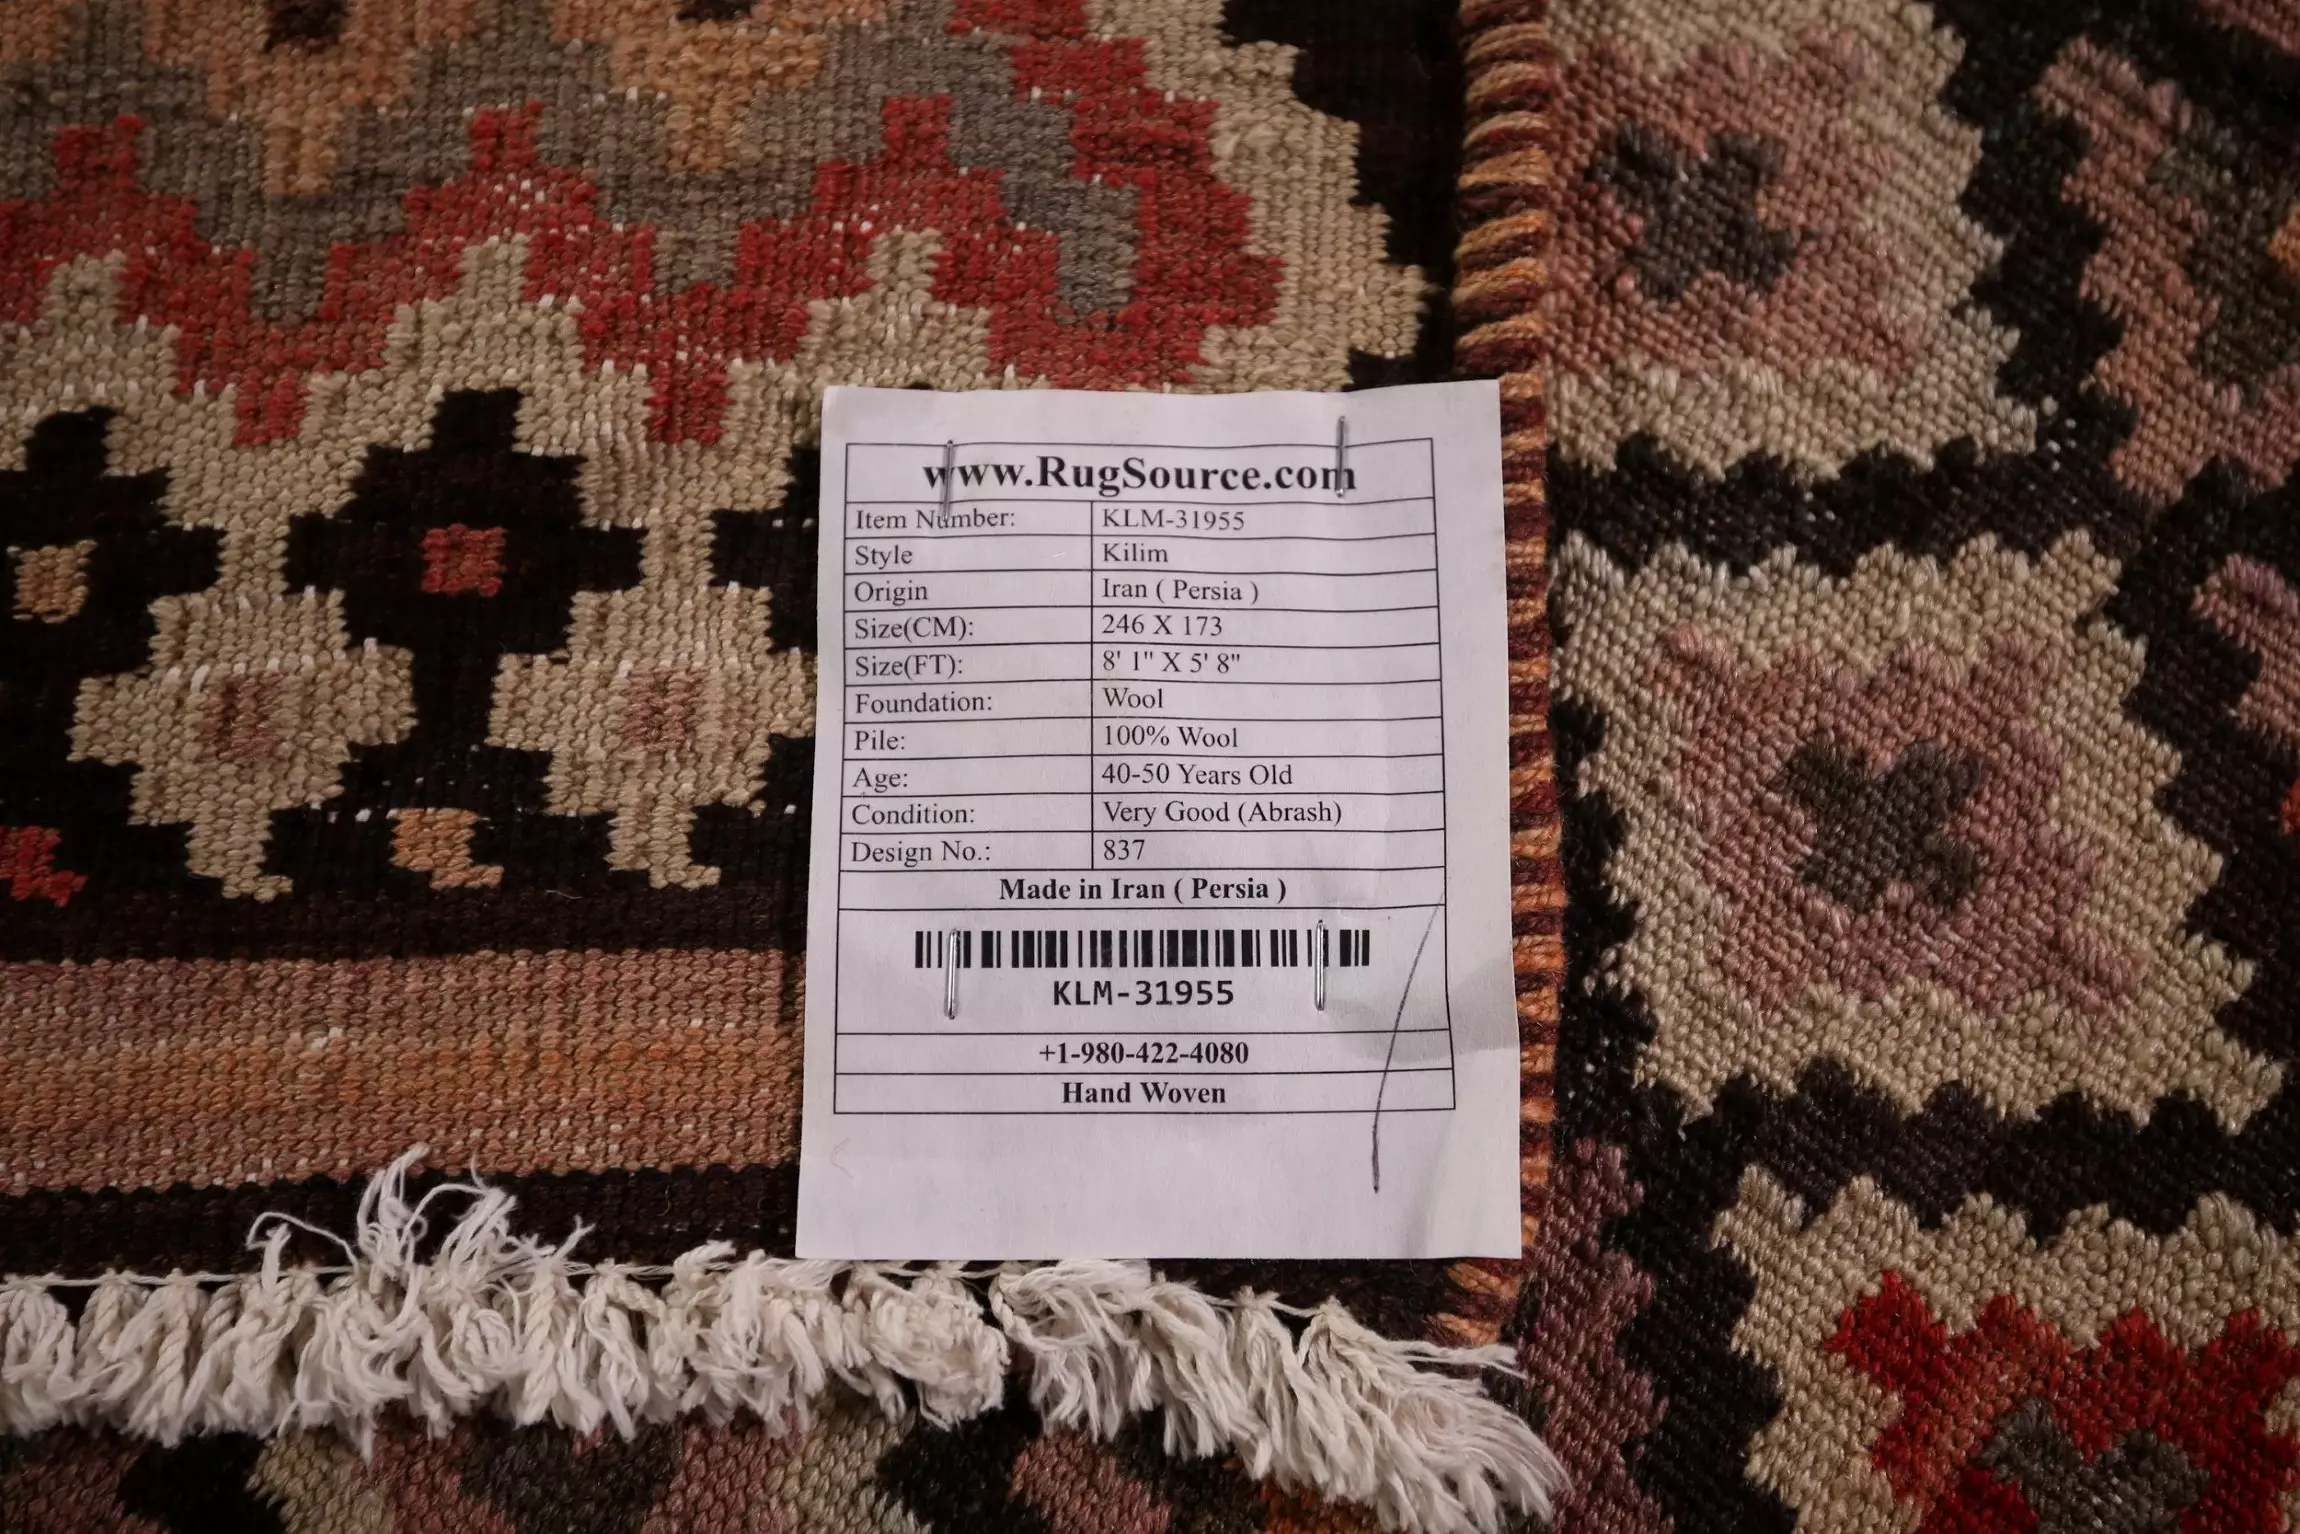 www.RugSource.com
Item Number: KLM-31955
Style Kilim
Origin Iran ( Persia )
Size(CM): 246 X 173
Size(FT): 8' 1" X 5' 8"
Foundation: Wool
Pile: 100% Wool
Age: 40-50 Years Old
Condition: Very Good (Abrash)
Design No.: 837
Made in Iran ( Persia )
KLM-31955
+1-980-422-4080
Hand Woven